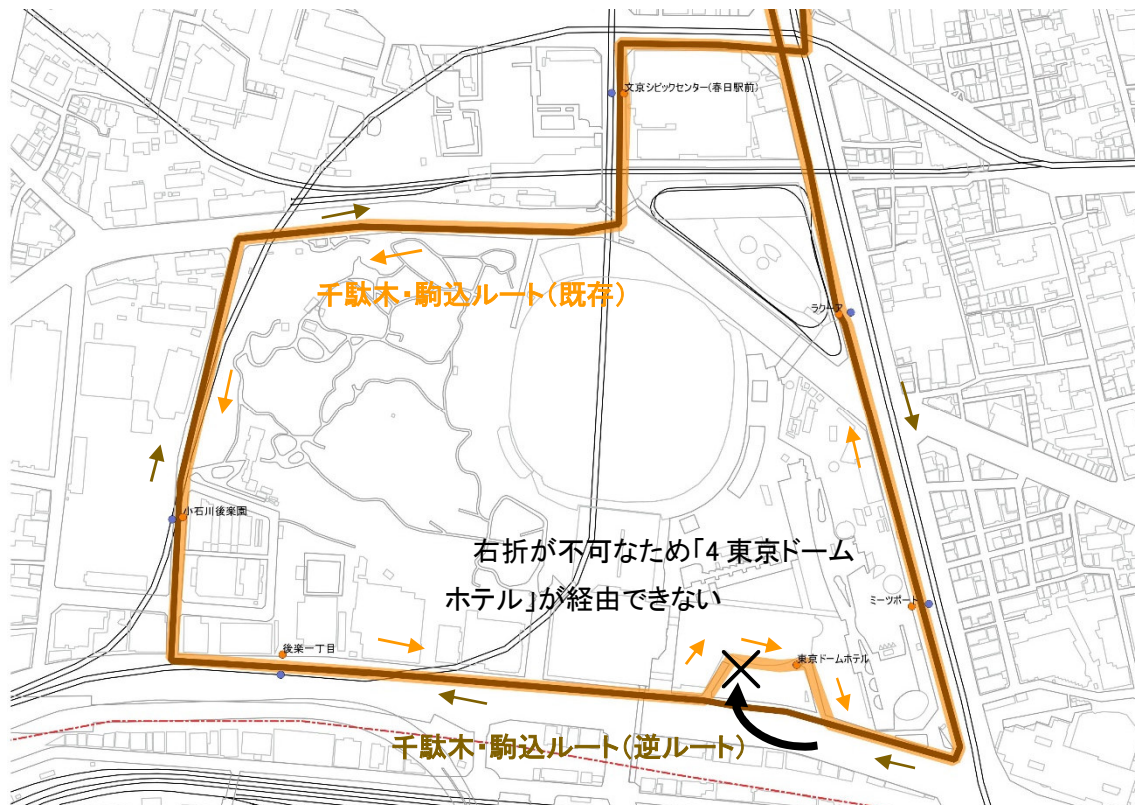 文京シビックセンター(春日駅前)
千駄木・駒込ルート(既存)
ラクーア
小石川後楽園
右折が不可なため「4 東京ドーム
ホテル」が経由できない
ミーツポート
後楽一丁目
東京ドームホテル
千駄木・駒込ルート(逆ルート)